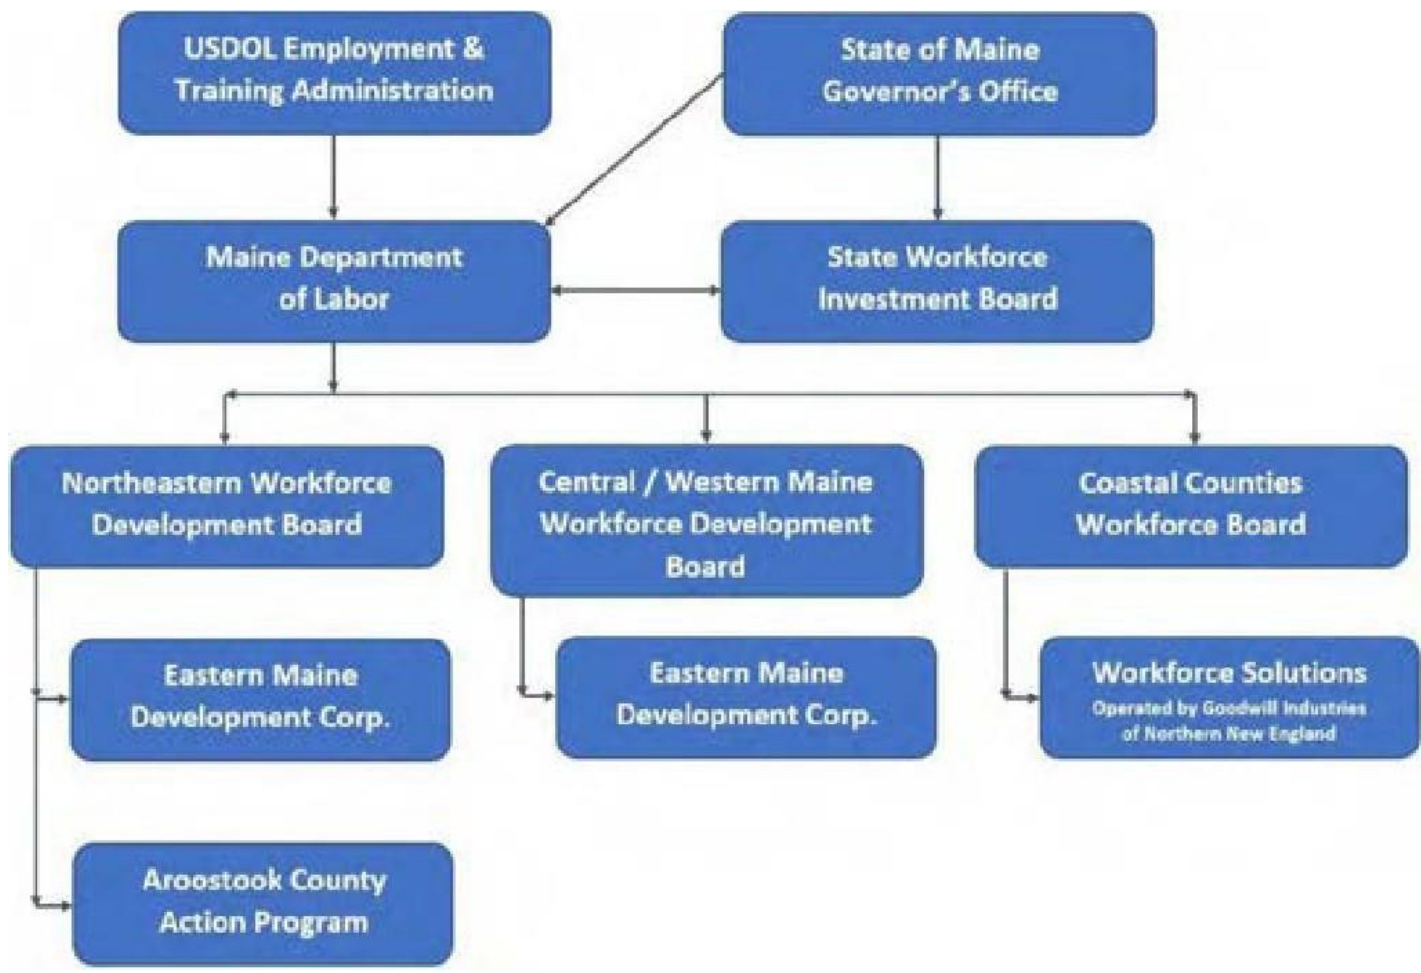 USDOL Employment &
Training Administration
State of Maine
Governor's Office
Maine Department
of Labor
State Workforce
Investment Board
Northeastern Workforce
Development Board
Central / Western Maine
Workforce Development
Board
Coastal Counties
Workforce Board
Eastern Maine
Development Corp.
Eastern Maine
Development Corp.
Workforce Solutions
Operated by Goodwill Industries
of Northern New England
Aroostook County
Action Program